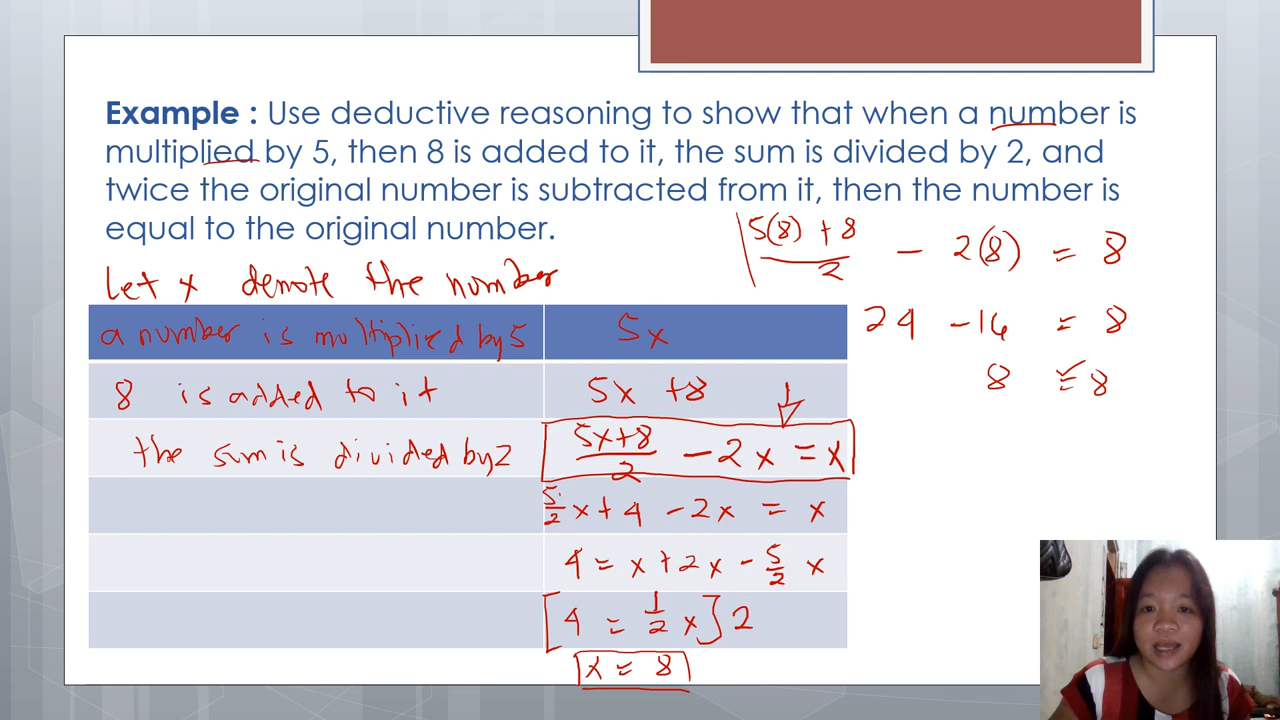 Example : Use deductive reasoning to show that when a number is
multiplied by 5, then 8 is added to it, the sum is divided by 2, and
twice the original number is subtracted from it, then the number is
equal to the original number.
Let x denote the number
a number is multiplied by 5 5x
8 is added to it 5x +8
the sum is divided by 2 (5x+8)/2 - 2x = x
5/2 x + 4 - 2x = x
4 = x + 2x - 5/2 x
[4 = 1/2 x] 2
x = 8
(5(8) + 8)/2 - 2(8) = 8
24 - 16 = 8
8 = 8